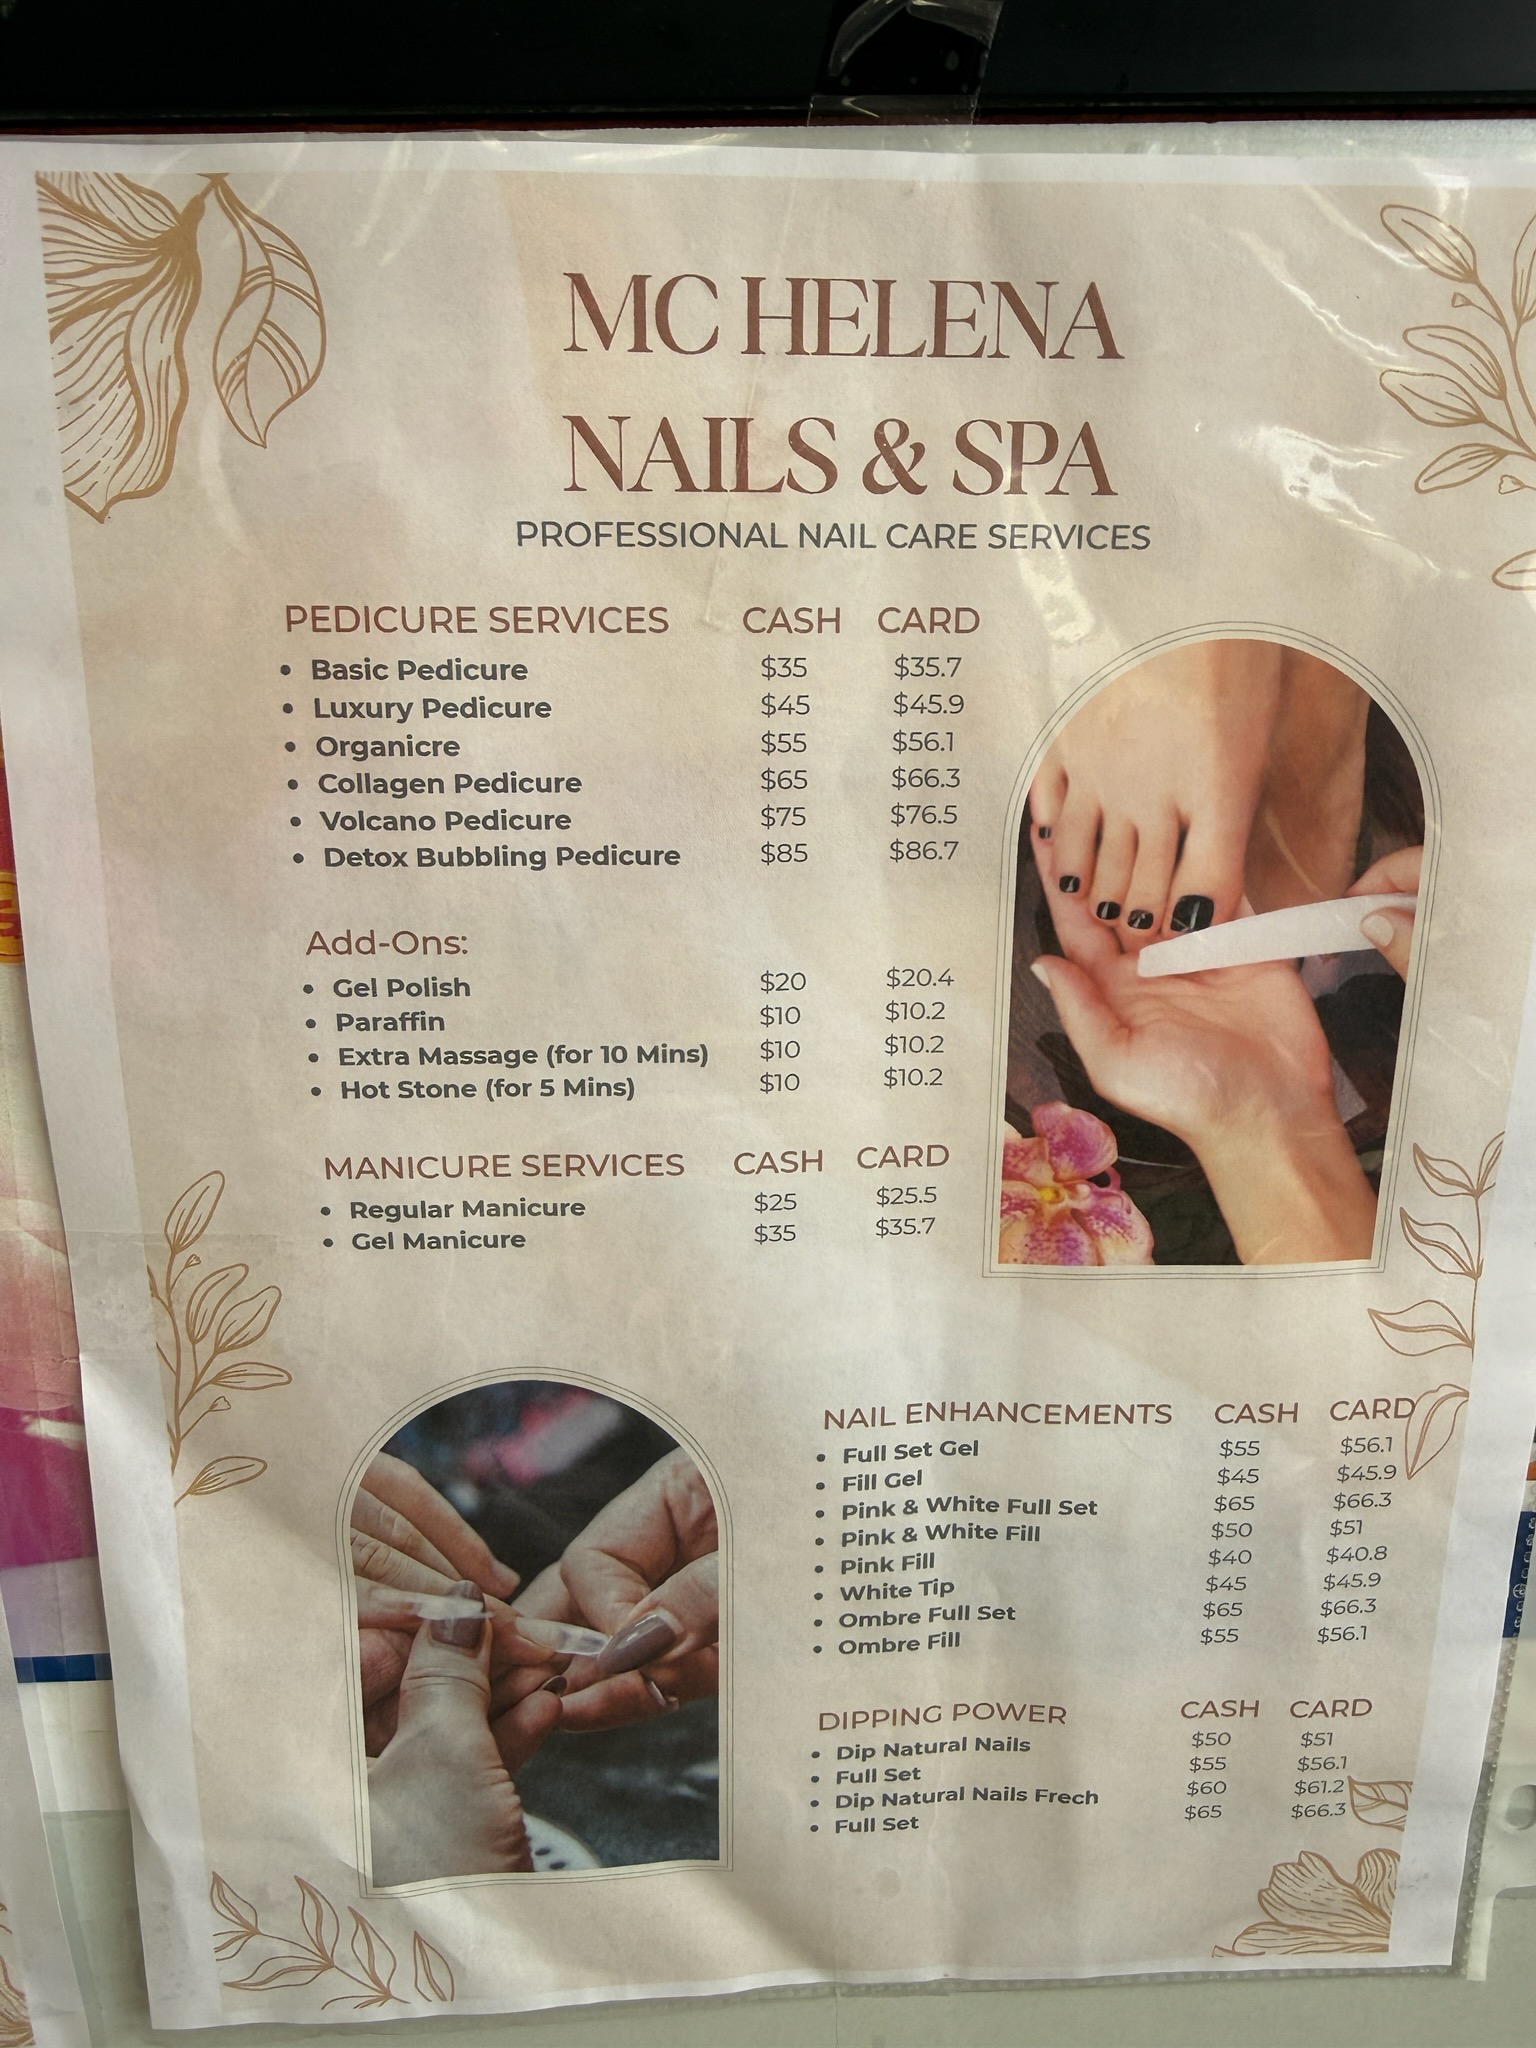 MC HELENA
NAILS & SPA
PROFESSIONAL NAIL CARE SERVICES
PEDICURE SERVICES CASH CARD
• Basic Pedicure $35 $35.7
• Luxury Pedicure $45 $45.9
• Organicre $55 $56.1
• Collagen Pedicure $65 $66.3
• Volcano Pedicure $75 $76.5
• Detox Bubbling Pedicure $85 $86.7
Add-Ons:
• Gel Polish $20 $20.4
• Paraffin $10 $10.2
• Extra Massage (for 10 Mins) $10 $10.2
• Hot Stone (for 5 Mins) $10 $10.2
MANICURE SERVICES CASH CARD
• Regular Manicure $25 $25.5
• Gel Manicure $35 $35.7
NAIL ENHANCEMENTS CASH CARD
• Full Set Gel $55 $56.1
• Fill Gel $45 $45.9
• Pink & White Full Set $65 $66.3
• Pink & White Fill $50 $51
• Pink Fill $40 $40.8
• White Tip $45 $45.9
• Ombre Full Set $65 $66.3
• Ombre Fill $55 $56.1
DIPPING POWER CASH CARD
• Dip Natural Nails $50 $51
• Full Set $55 $56.1
• Dip Natural Nails Frech $60 $61.2
• Full Set $65 $66.3